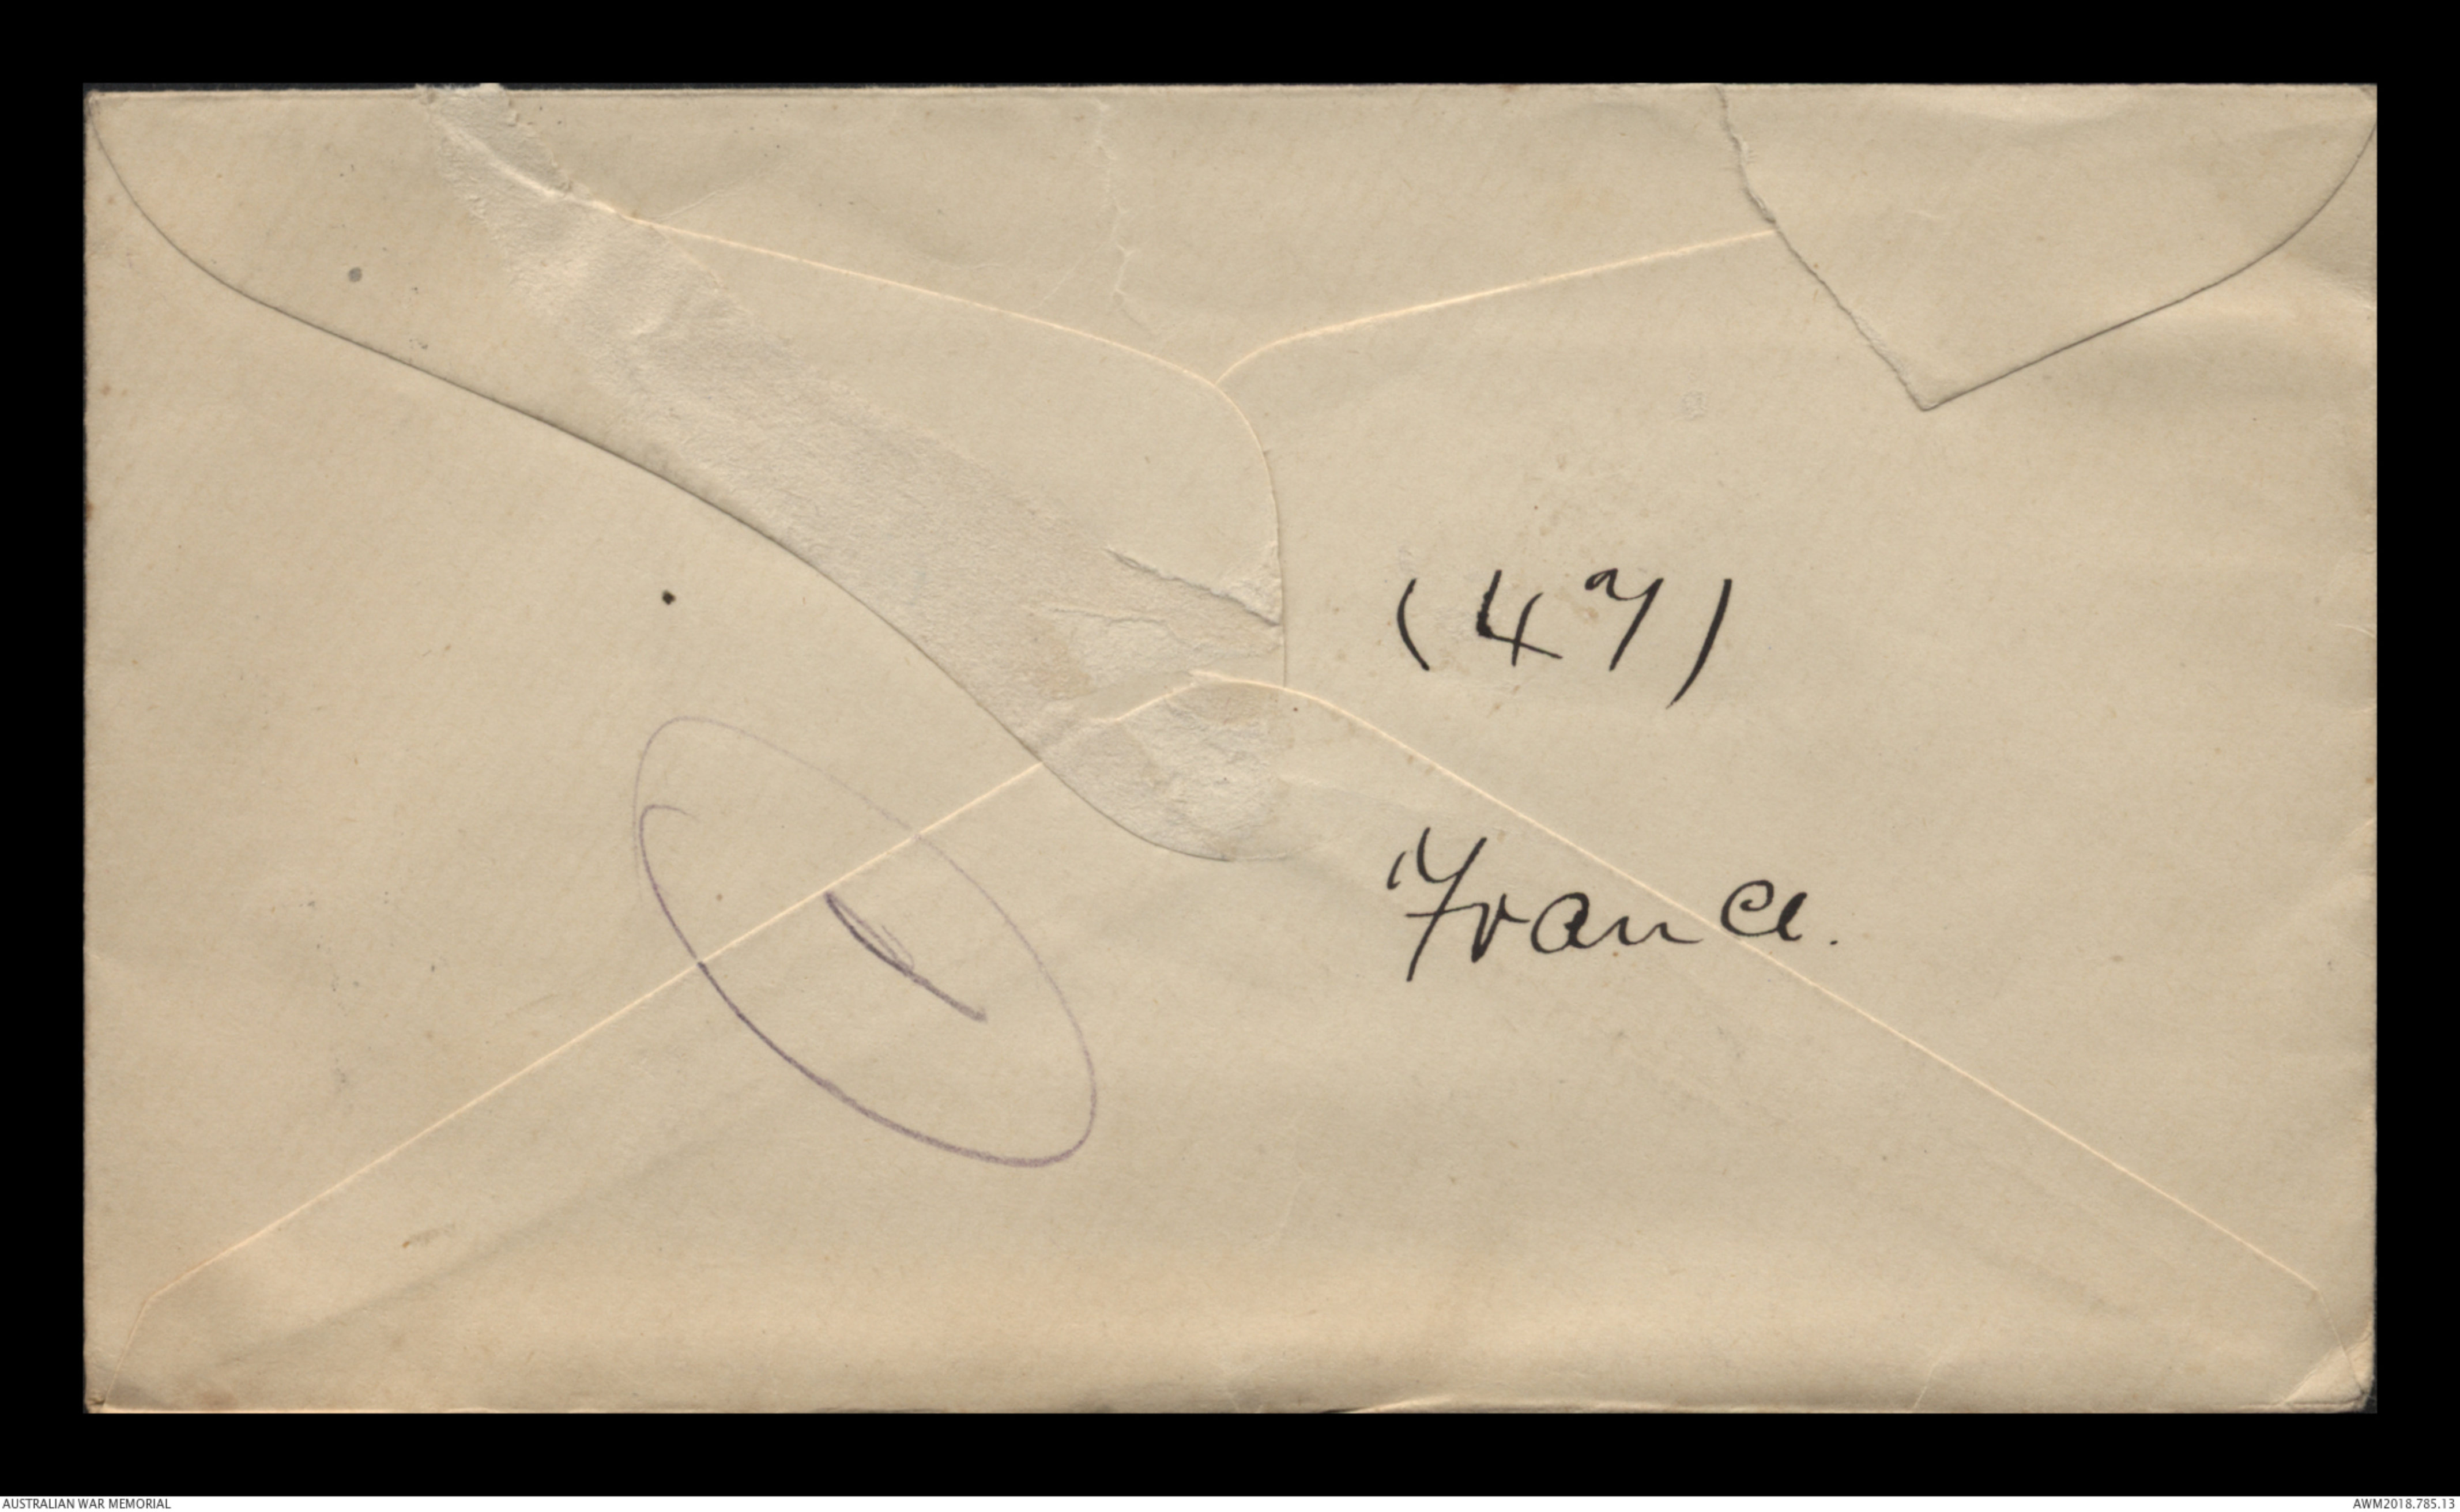 (47)
France.
AUSTRALIAN WAR MEMORIAL
AWM2018.785.13